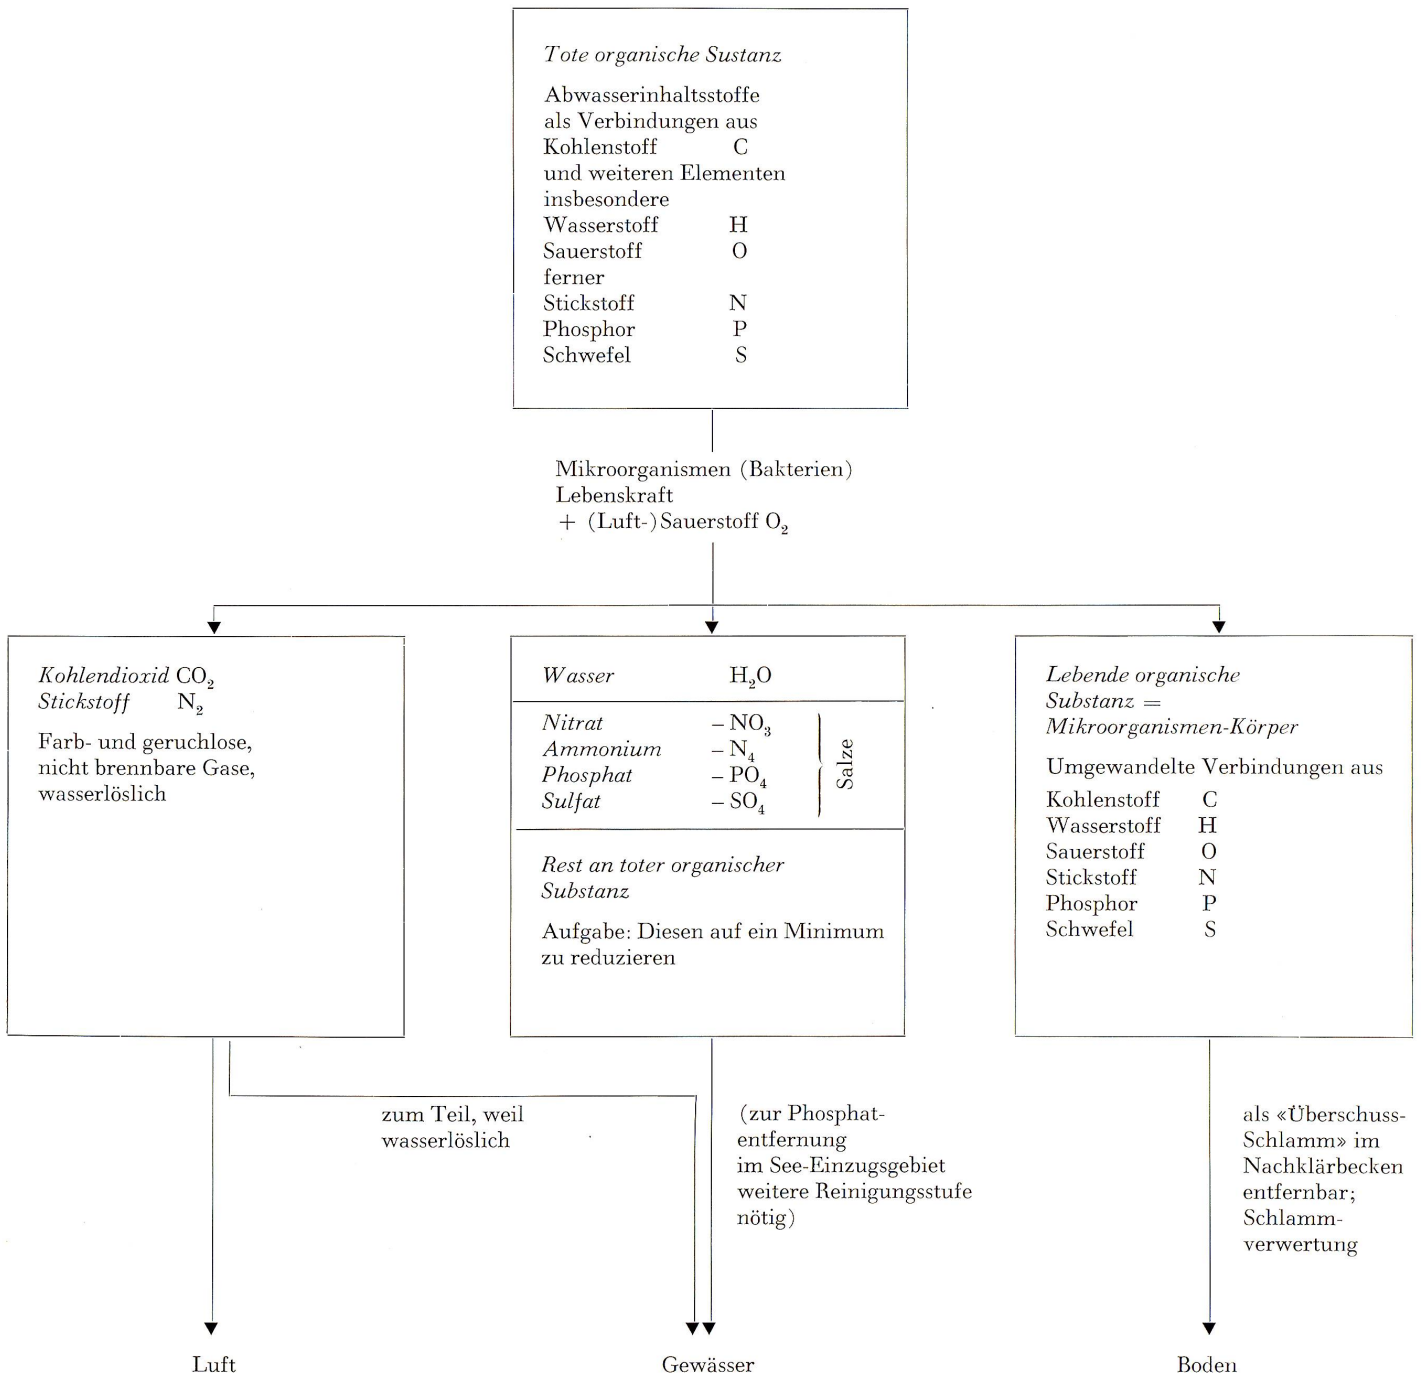 Tote organische Sustanz
Abwasserinhaltsstoffe
als Verbindungen aus
Kohlenstoff C
und weiteren Elementen
insbesondere
Wasserstoff H
Sauerstoff O
ferner
Stickstoff N
Phosphor P
Schwefel S
Mikroorganismen (Bakterien)
Lebenskraft
+ (Luft-)Sauerstoff O₂
Kohlendioxid CO₂
Stickstoff N₂
Farb- und geruchlose,
nicht brennbare Gase,
wasserlöslich
Wasser H₂O
Nitrat – NO₃
Ammonium – N₄
Phosphat – PO₄
Sulfat – SO₄
Salze
Rest an toter organischer
Substanz
Aufgabe: Diesen auf ein Minimum
zu reduzieren
Lebende organische
Substanz =
Mikroorganismen-Körper
Umgewandelte Verbindungen aus
Kohlenstoff C
Wasserstoff H
Sauerstoff O
Stickstoff N
Phosphor P
Schwefel S
zum Teil, weil
wasserlöslich
(zur Phosphat-
entfernung
im See-Einzugsgebiet
weitere Reinigungsstufe
nötig)
als «Überschuss-
Schlamm» im
Nachklärbecken
entfernbar;
Schlamm-
verwertung
Luft
Gewässer
Boden